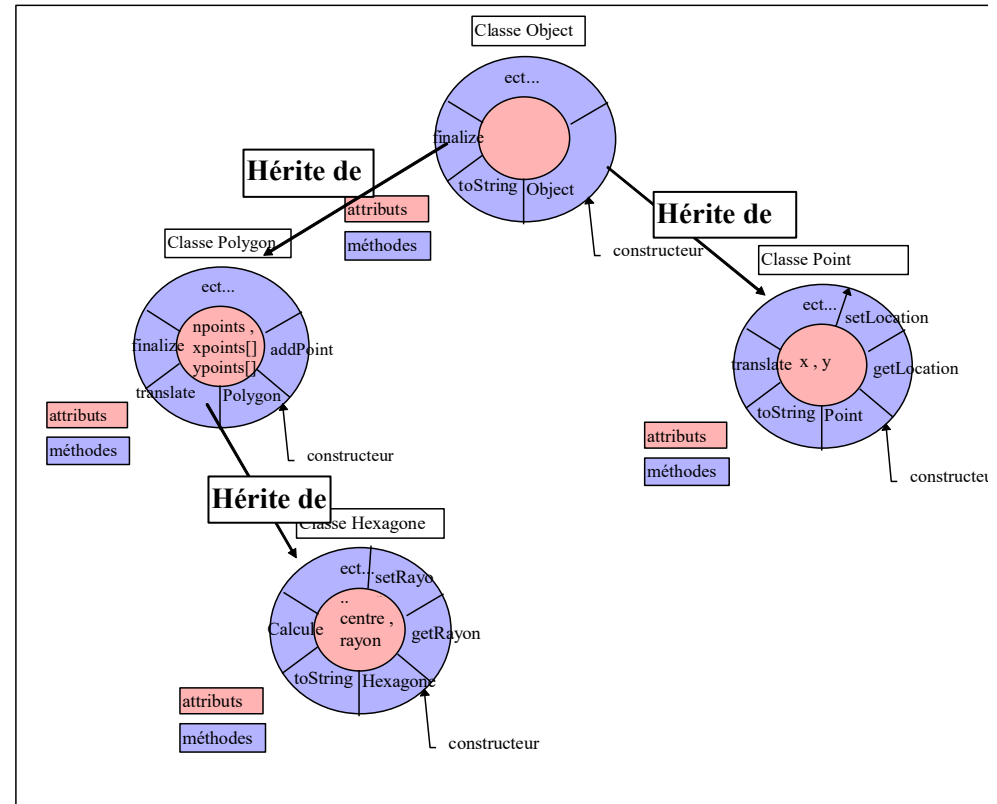 Classe Object
ect...
finalize
toString
Object
Hérite de
Hérite de
attributs
méthodes
constructeur
Classe Polygon
ect...
finalize
npoints ,
xpoints[]
ypoints[]
addPoint
translate
Polygon
attributs
méthodes
constructeur
Classe Point
ect...
setLocation
translate
x , y
getLocation
toString
Point
attributs
méthodes
constructeu
Hérite de
Classe Hexagone
ect...
setRayo
..
Calcule
centre ,
rayon
getRayon
toString
Hexagone
attributs
méthodes
constructeur